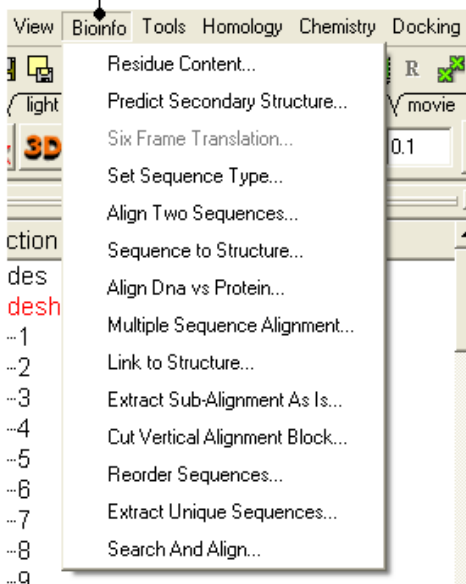 View Bioinfo Tools Homology Chemistry Docking
Residue Content...
R
light
Predict Secondary Structure...
movie
3D
Six Frame Translation...
0.1
Set Sequence Type...
Align Two Sequences...
ction
Sequence to Structure...
des
Align Dna vs Protein...
desh
Multiple Sequence Alignment...
1
Link to Structure...
2
Extract Sub-Alignment As Is...
3
Cut Vertical Alignment Block...
4
5
Reorder Sequences...
6
Extract Unique Sequences...
7
Search And Align...
8
9